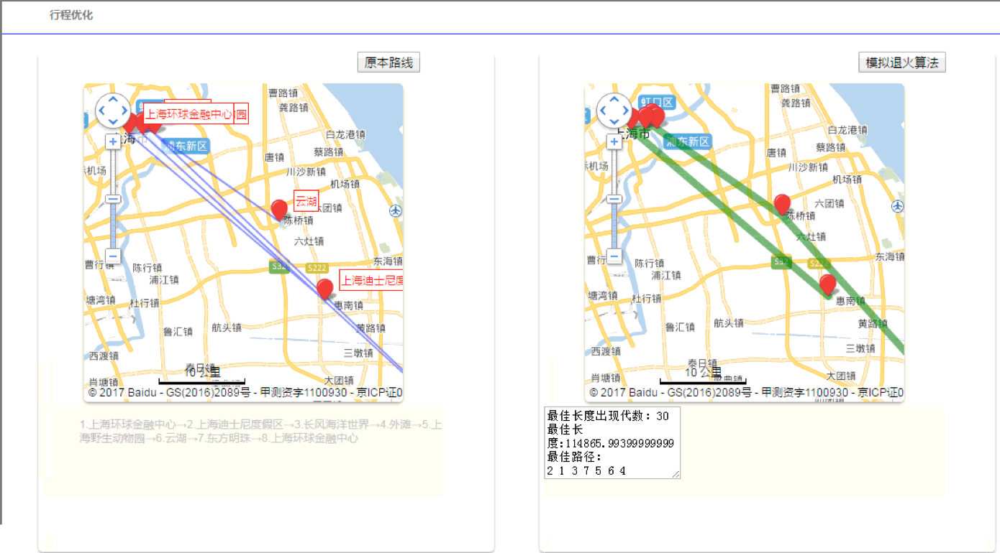 行程优化
原本路线
模拟退火算法
曹路镇
龚路镇
上海环球金融中心
园
白龙港镇
浦东新区
蔡路镇
唐镇
川沙新镇
机场镇
云湖
陈桥镇
六灶镇
曹行镇
陈行镇
浦江镇
东海镇
S222
上海迪士尼度
塘湾镇
杜行镇
惠南镇
鲁汇镇
航头镇
黄路镇
西渡镇
三墩镇
泰日镇
10 公里
肖塘镇
大团镇
© 2017 Baidu - GS(2016)2089号 - 甲测资字1100930 - 京ICP证0
1.上海环球金融中心→2.上海迪士尼度假区→3.长风海洋世界→4.外滩→5.上
海野生动物园→6.云湖→7.东方明珠→8.上海环球金融中心
曹路镇
虹口区
龚路镇
上海市
白龙港镇
浦东新区
蔡路镇
唐镇
川沙新镇
机场镇
六团镇
陈桥镇
六灶镇
陈行镇
浦江镇
东海镇
塘湾镇
杜行镇
惠南镇
鲁汇镇
航头镇
黄路镇
西渡镇
三墩镇
泰日镇
10 公里
肖塘镇
大团镇
© 2017 Baidu - GS(2016)2089号 - 甲测资字1100930 - 京ICP证0
最佳长度出现代数: 30
最佳长
度:114865.99399999999
最佳路径:
2 1 3 7 5 6 4